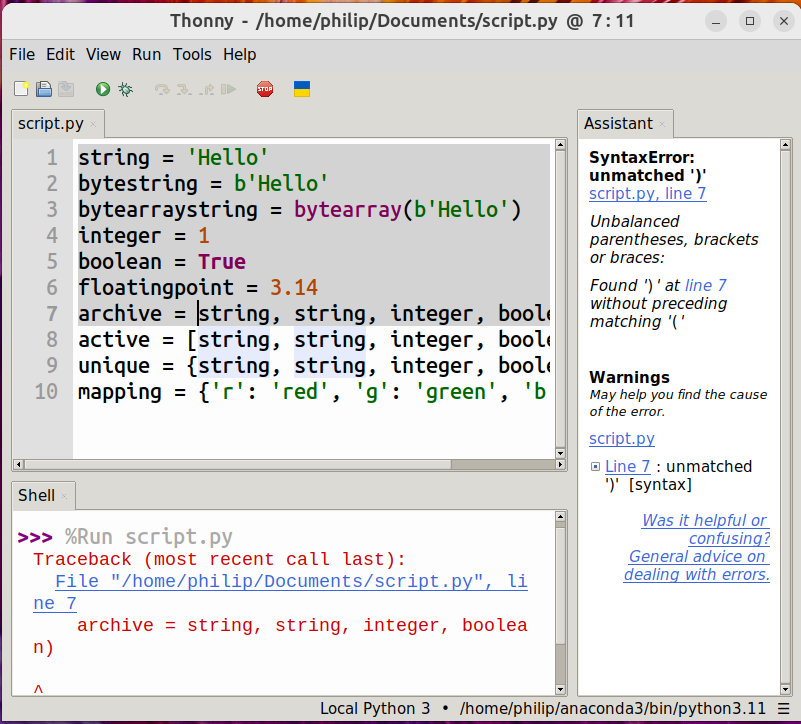 Thonny - /home/philip/Documents/script.py @ 7:11
File Edit View Run Tools Help
STOP
script.py
1 string = 'Hello'
2 bytestring = b'Hello'
3 bytearraystring = bytearray(b'Hello')
4 integer = 1
5 boolean = True
6 floatingpoint = 3.14
7 archive = string, string, integer, boole
8 active = [string, string, integer, boole
9 unique = {string, string, integer, boole
10 mapping = {'r': 'red', 'g': 'green', 'b
Shell
>>> %Run script.py
Traceback (most recent call last):
File "/home/philip/Documents/script.py", li
ne 7
archive = string, string, integer, boolea
n)
^
Assistant
SyntaxError:
unmatched ')'
script.py, line 7
Unbalanced
parentheses, brackets
or braces:
Found ')' at line 7
without preceding
matching '('
Warnings
May help you find the cause
of the error.
script.py
Line 7 : unmatched
')' [syntax]
Was it helpful or
confusing?
General advice on
dealing with errors.
Local Python 3 • /home/philip/anaconda3/bin/python3.11 ☰